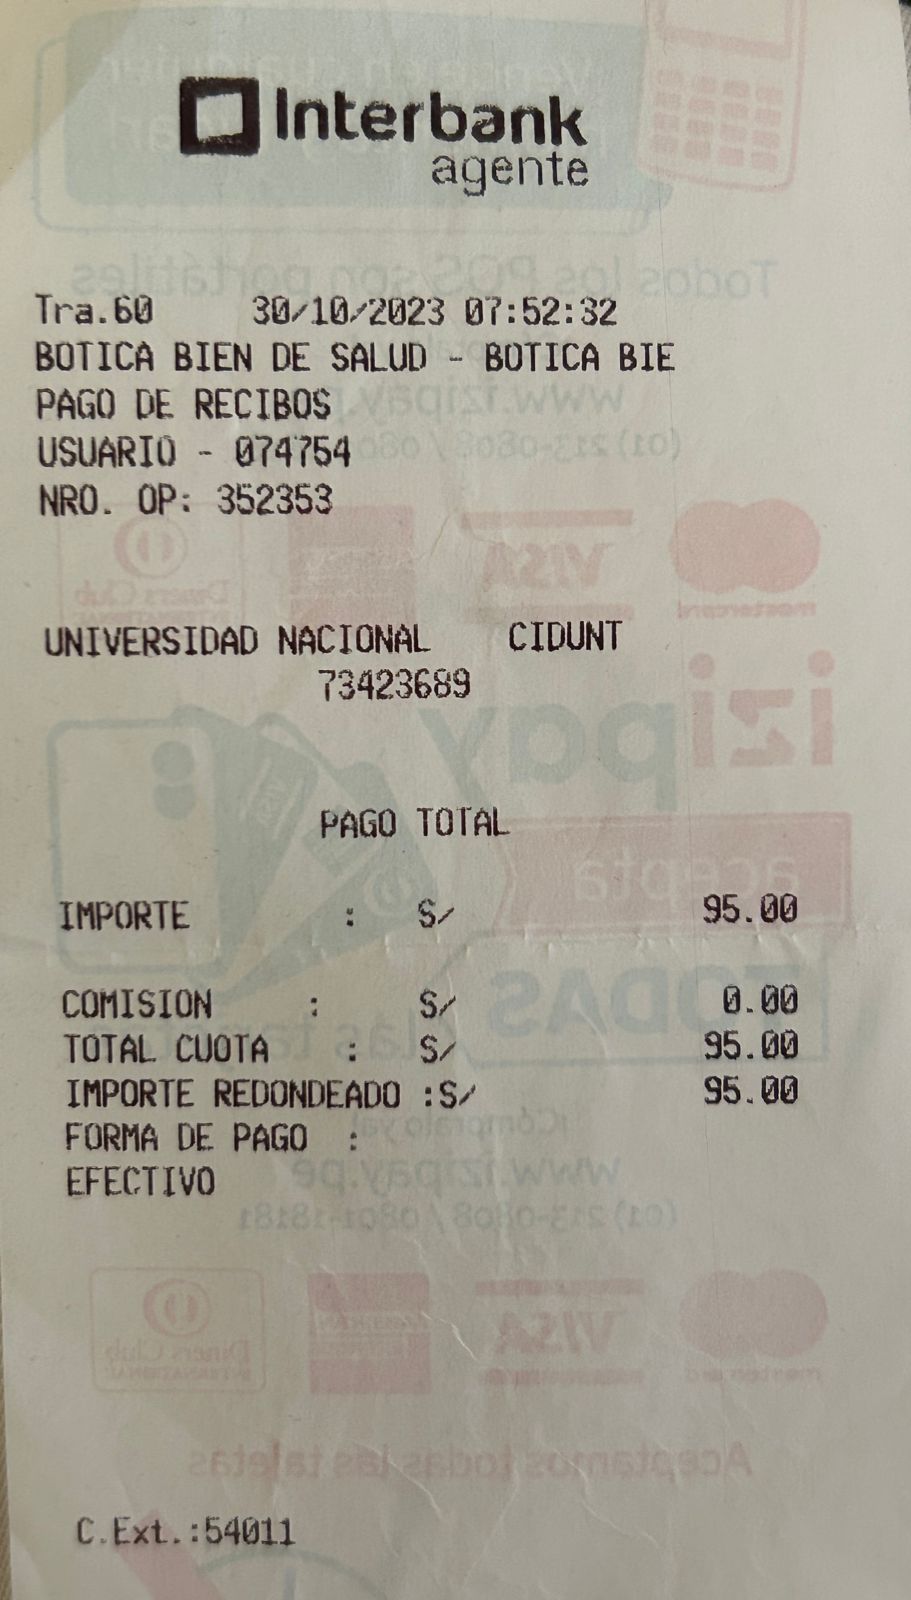 Interbank
agente
Tra.60 30/10/2023 07:52:32
BOTICA BIEN DE SALUD - BOTICA BIE
PAGO DE RECIBOS
USUARIO - 074754
NRO. OP: 352353
UNIVERSIDAD NACIONAL CIDUNT
73423689
PAGO TOTAL
IMPORTE : S/ 95.00
COMISION : S/ 0.00
TOTAL CUOTA : S/ 95.00
IMPORTE REDONDEADO :S/ 95.00
FORMA DE PAGO :
EFECTIVO
C.Ext.:54011